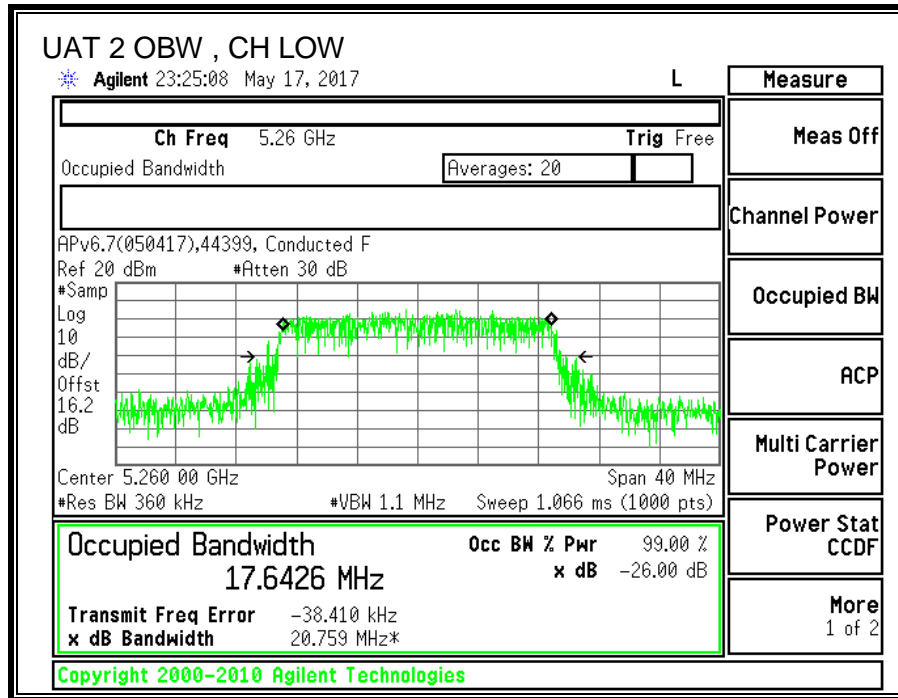 UAT 2 OBW , CH LOW
Agilent 23:25:08 May 17, 2017 L Measure
Ch Freq 5.26 GHz Trig Free
Meas Off
Occupied Bandwidth Averages: 20
Channel Power
APv6.7(050417),44399, Conducted F
Ref 20 dBm #Atten 30 dB
#Samp
Log
10
dB/
Offst
16.2
dB
Occupied BW
ACP
Multi Carrier
Power
Center 5.260 00 GHz Span 40 MHz
#Res BW 360 kHz #VBW 1.1 MHz Sweep 1.066 ms (1000 pts)
Power Stat
CCDF
Occupied Bandwidth Occ BW % Pwr 99.00 %
17.6426 MHz x dB -26.00 dB
Transmit Freq Error -38.410 kHz
x dB Bandwidth 20.759 MHz*
More
1 of 2
Copyright 2000-2010 Agilent Technologies